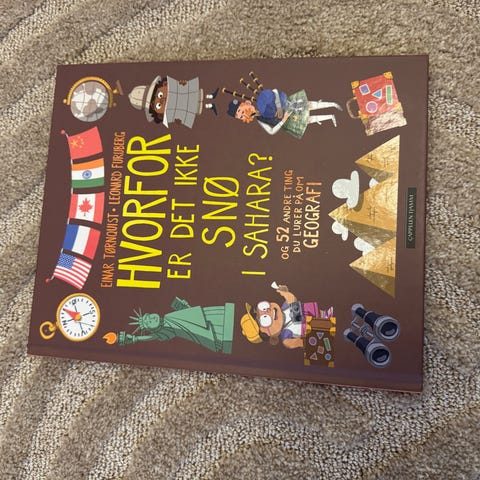 EINAR TØRNQUIST • LEONARD FURUBERG
HVORFOR
ER DET IKKE
SNØ
I SAHARA?
OG 52 ANDRE TING
DU LURER PÅ OM
GEOGRAFI
CAPPELEN DAMM